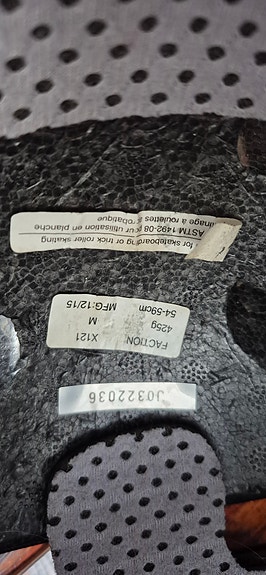 J0322036
FACTION X121
425g M
54-59cm MFG:12/15
for skateboarding or trick roller skating
ASTM 1492-08 pour utilisation en planche
à roulettes